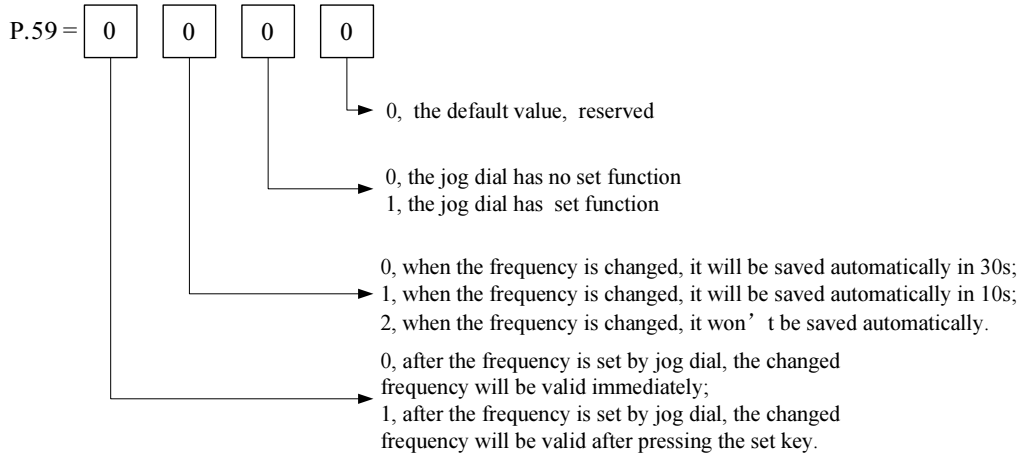 P.59 = 0 0 0 0
0, the default value, reserved
0, the jog dial has no set function
1, the jog dial has set function
0, when the frequency is changed, it will be saved automatically in 30s;
1, when the frequency is changed, it will be saved automatically in 10s;
2, when the frequency is changed, it won’t be saved automatically.
0, after the frequency is set by jog dial, the changed
frequency will be valid immediately;
1, after the frequency is set by jog dial, the changed
frequency will be valid after pressing the set key.